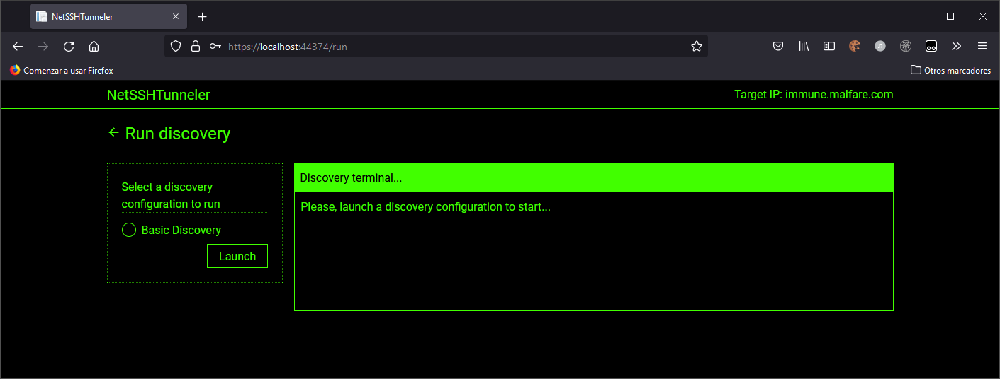 NetSSHTunneler
https://localhost:44374/run
Comenzar a usar Firefox
Otros marcadores
NetSSHTunneler
Target IP: immune.malfare.com
Run discovery
Select a discovery
configuration to run
Basic Discovery
Launch
Discovery terminal...
Please, launch a discovery configuration to start...